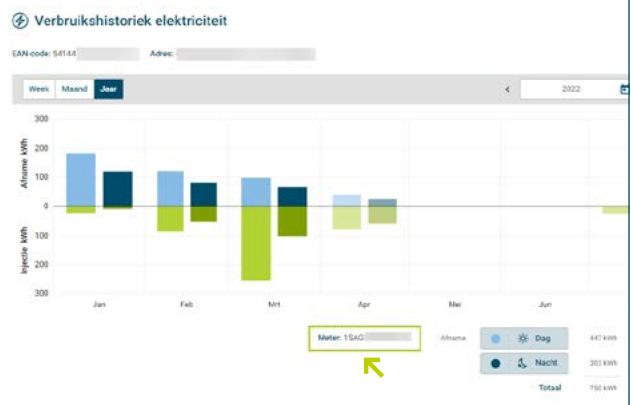 Verbruikshistoriek elektriciteit
EAN-code: 54144
Adres:
Week Maand Jaar
< 2022
Afname kWh
300
200
100
0
Injectie kWh
100
200
300
Jan Feb Mrt Apr Mei Jun
Meter: 1SAG
Afname
Dag 447 kWh
Nacht kWh
Totaal 750 kWh